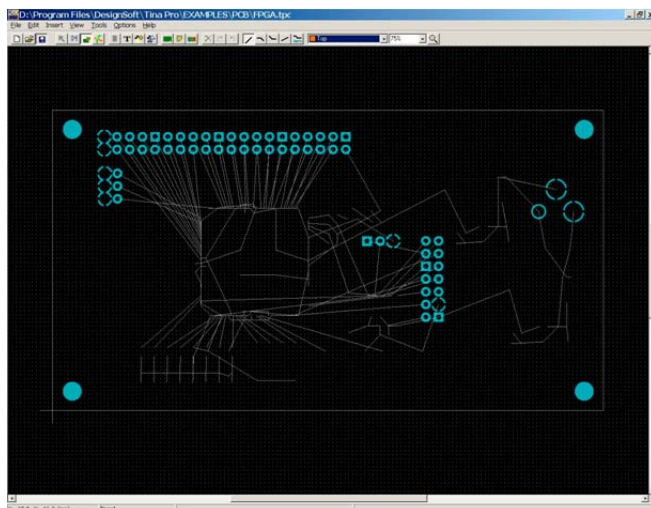 D:\Program Files\DesignSoft\Tina Pro\EXAMPLES\PCB\FPGA.tpc
File Edit Insert View Tools Options Help
T Top 75%